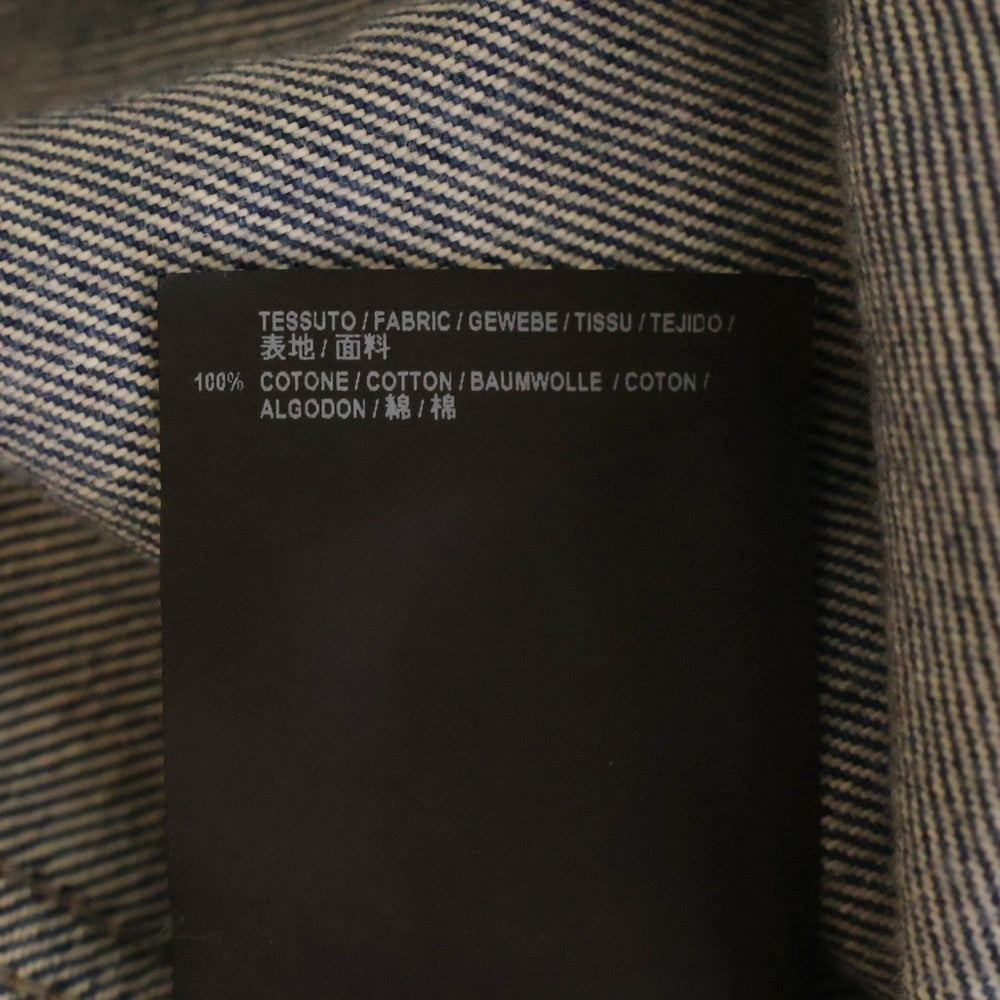 TESSUTO / FABRIC / GEWEBE / TISSU / TEJIDO /
表地 / 面料
100% COTONE / COTTON / BAUMWOLLE / COTON /
ALGODON / 綿 / 棉